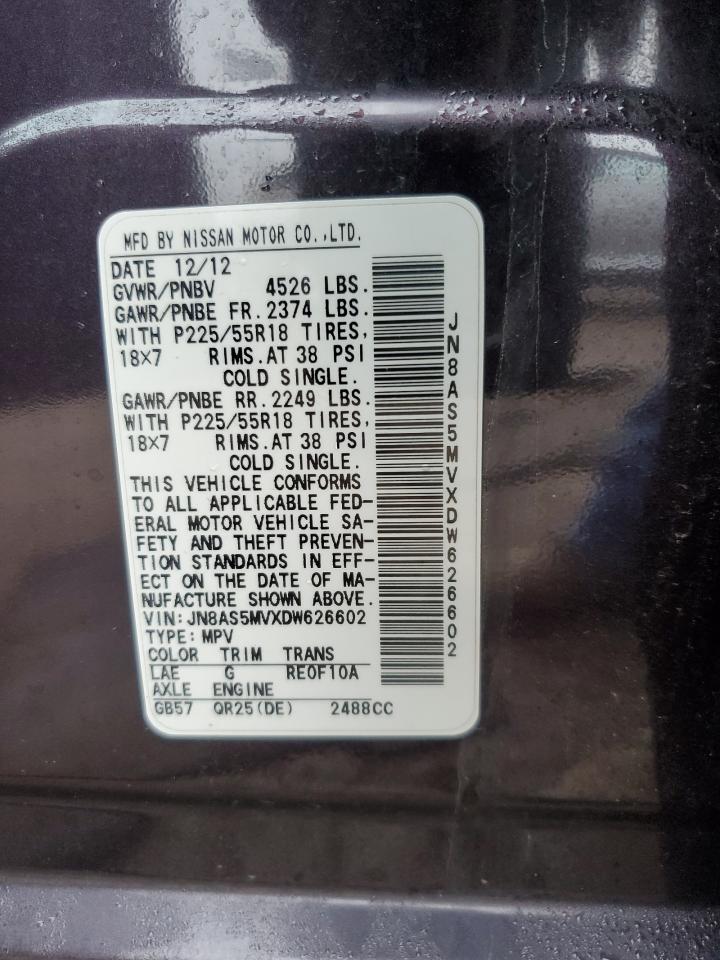 MFD BY NISSAN MOTOR CO.,LTD.
DATE 12/12
GVWR/PNBV 4526 LBS.
GAWR/PNBE FR.2374 LBS.
WITH P225/55R18 TIRES,
18X7 RIMS.AT 38 PSI
COLD SINGLE.
GAWR/PNBE RR.2249 LBS.
WITH P225/55R18 TIRES,
18X7 RIMS.AT 38 PSI
COLD SINGLE.
THIS VEHICLE CONFORMS
TO ALL APPLICABLE FED-
ERAL MOTOR VEHICLE SA-
FETY AND THEFT PREVEN-
TION STANDARDS IN EFF-
ECT ON THE DATE OF MA-
NUFACTURE SHOWN ABOVE.
VIN:JN8AS5MVXDW626602
TYPE:MPV
COLOR TRIM TRANS
LAE G RE0F10A
AXLE ENGINE
GB57 QR25(DE) 2488CC
JN8AS5MVXDW626602